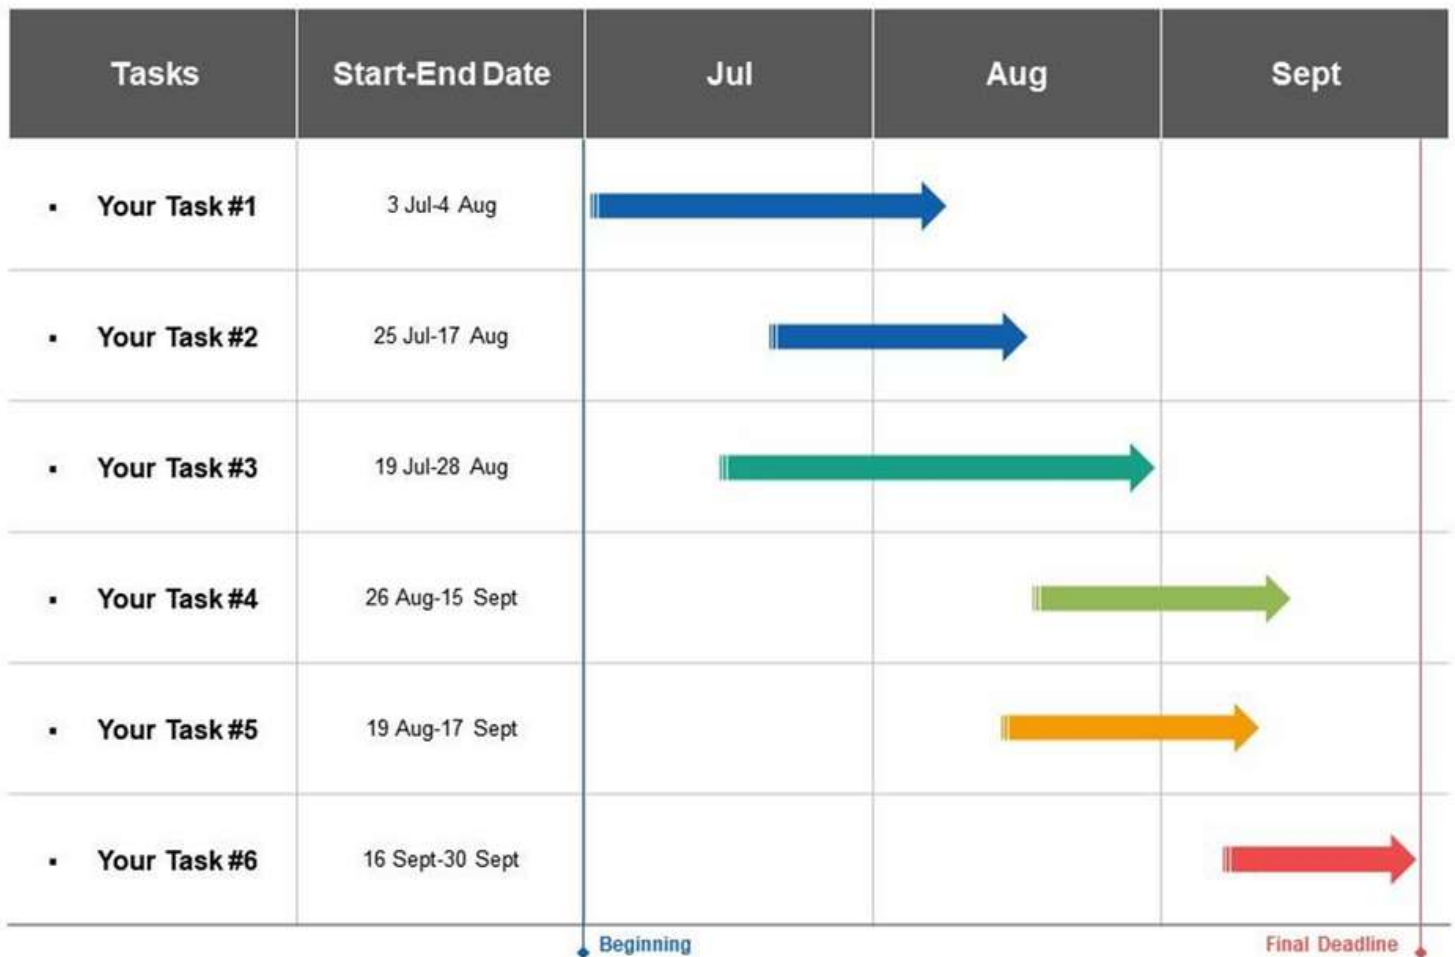 Tasks Start-End Date Jul Aug Sept
▪ Your Task #1 3 Jul-4 Aug
▪ Your Task #2 25 Jul-17 Aug
▪ Your Task #3 19 Jul-28 Aug
▪ Your Task #4 26 Aug-15 Sept
▪ Your Task #5 19 Aug-17 Sept
▪ Your Task #6 16 Sept-30 Sept
Beginning Final Deadline